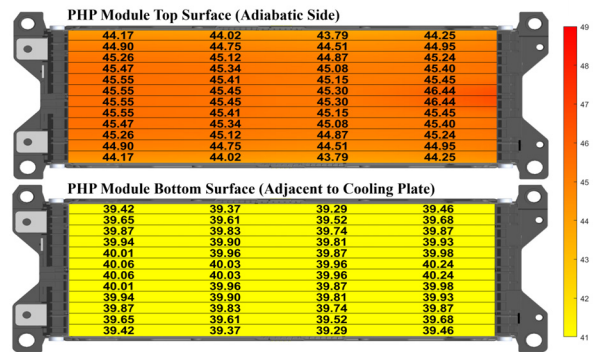 PHP Module Top Surface (Adiabatic Side)
44.17 44.02 43.79 44.25
44.90 44.75 44.51 44.95
45.26 45.12 44.87 45.24
45.47 45.34 45.08 45.40
45.55 45.41 45.15 45.45
45.55 45.45 45.30 46.44
45.55 45.45 45.30 46.44
45.55 45.41 45.15 45.45
45.47 45.34 45.08 45.40
45.26 45.12 44.87 45.24
44.90 44.75 44.51 44.95
44.17 44.02 43.79 44.25
PHP Module Bottom Surface (Adjacent to Cooling Plate)
39.42 39.37 39.29 39.46
39.65 39.61 39.52 39.68
39.87 39.83 39.74 39.87
39.94 39.90 39.81 39.93
40.01 39.96 39.87 39.98
40.06 40.03 39.96 40.24
40.06 40.03 39.96 40.24
40.01 39.96 39.87 39.98
39.94 39.90 39.81 39.93
39.87 39.83 39.74 39.87
39.65 39.61 39.52 39.68
39.42 39.37 39.29 39.46
49
48
47
46
45
44
43
42
41